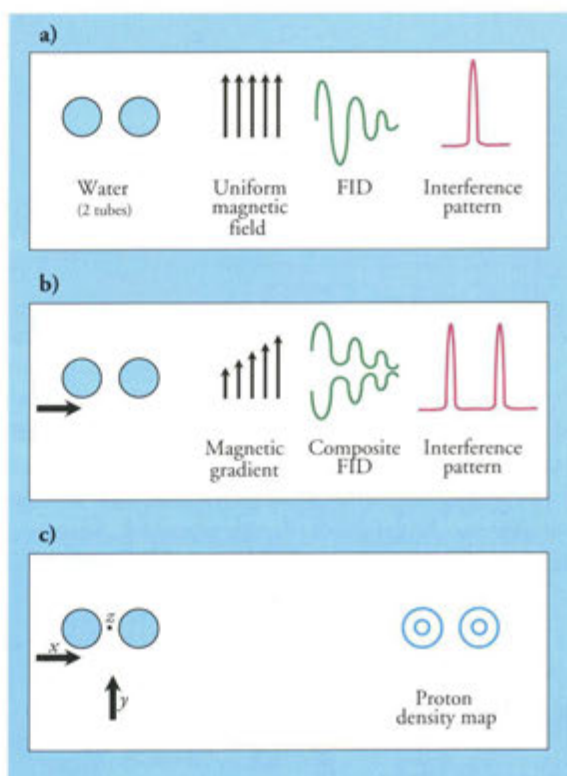 a)
Water
(2 tubes)
Uniform
magnetic
field
FID
Interference
pattern
b)
Magnetic
gradient
Composite
FID
Interference
pattern
c)
z
x
y
Proton
density map